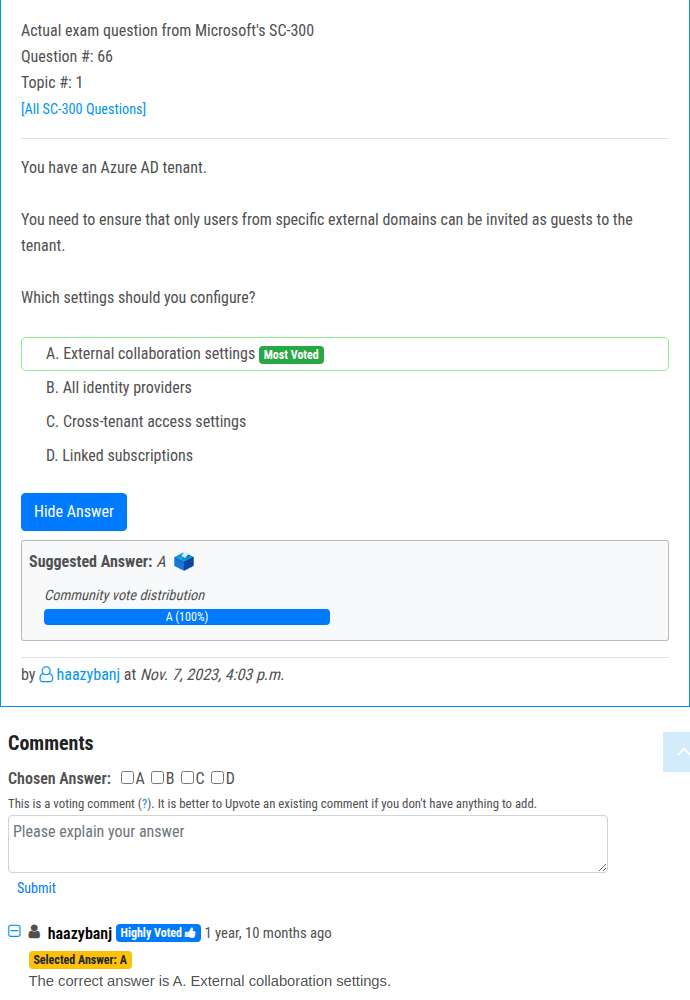 Actual exam question from Microsoft's SC-300
Question #: 66
Topic #: 1
[All SC-300 Questions]
You have an Azure AD tenant.
You need to ensure that only users from specific external domains can be invited as guests to the
tenant.
Which settings should you configure?
A. External collaboration settings Most Voted
B. All identity providers
C. Cross-tenant access settings
D. Linked subscriptions
Hide Answer
Suggested Answer: A
Community vote distribution
A (100%)
by haazybanj at Nov. 7, 2023, 4:03 p.m.
Comments
Chosen Answer: A B C D
This is a voting comment (?). It is better to Upvote an existing comment if you don't have anything to add.
Please explain your answer
Submit
haazybanj Highly Voted 1 year, 10 months ago
Selected Answer: A
The correct answer is A. External collaboration settings.